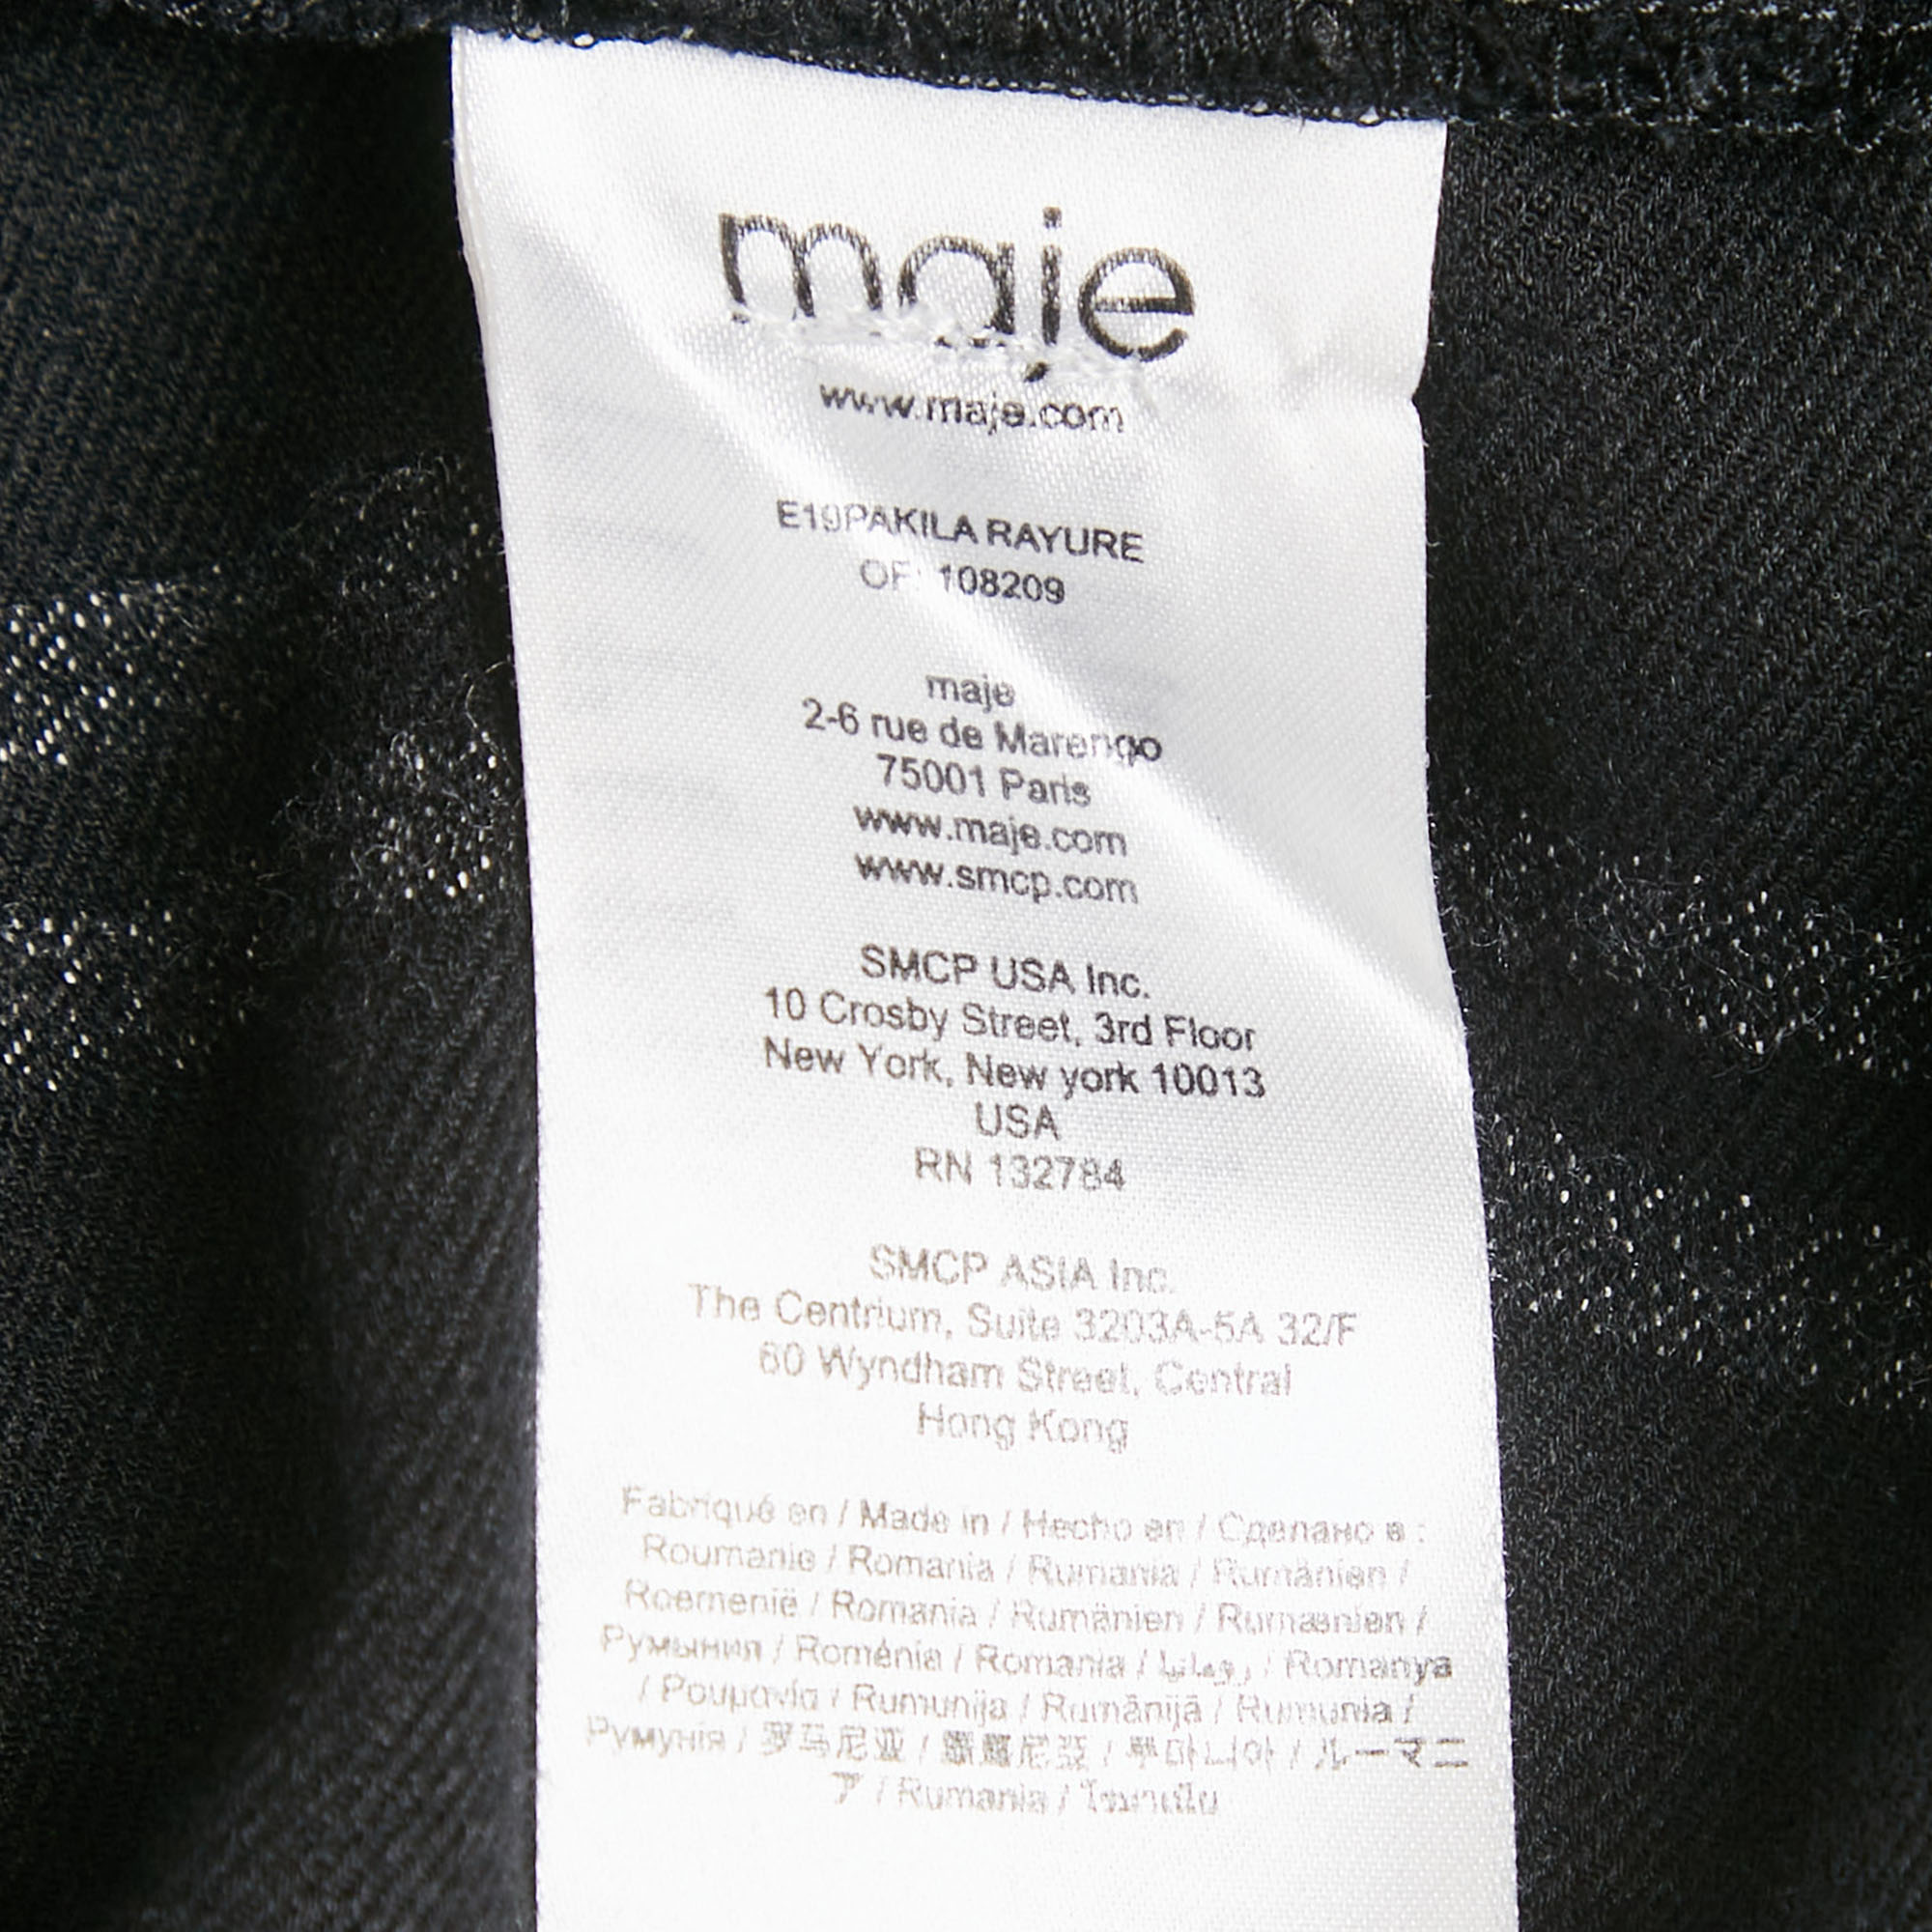 maje
www.maje.com
E19PAKILA RAYURE
OF: 108209
maje
2-6 rue de Marengo
75001 Paris
www.maje.com
www.smcp.com
SMCP USA Inc.
10 Crosby Street, 3rd Floor
New York, New york 10013
USA
RN 132784
SMCP ASIA Inc.
The Centrium, Suite 3203A-5A 32/F
60 Wyndham Street, Central
Hong Kong
Fabriqué en / Made in / Hecho en / Сделано в :
Roumanie / Romania / Rumania / Rumänien /
Roemenië / Romania / Rumänien / Rumænien /
Румыния / Roménia / Romania / رومانيا / Romanya
/ Ρουμανία / Rumunija / Rumānijā / Rumunia /
Румунія / 罗马尼亚 / 羅馬尼亞 / 루마니아 / ルーマニ
ア / Rumania / โรมาเนีย